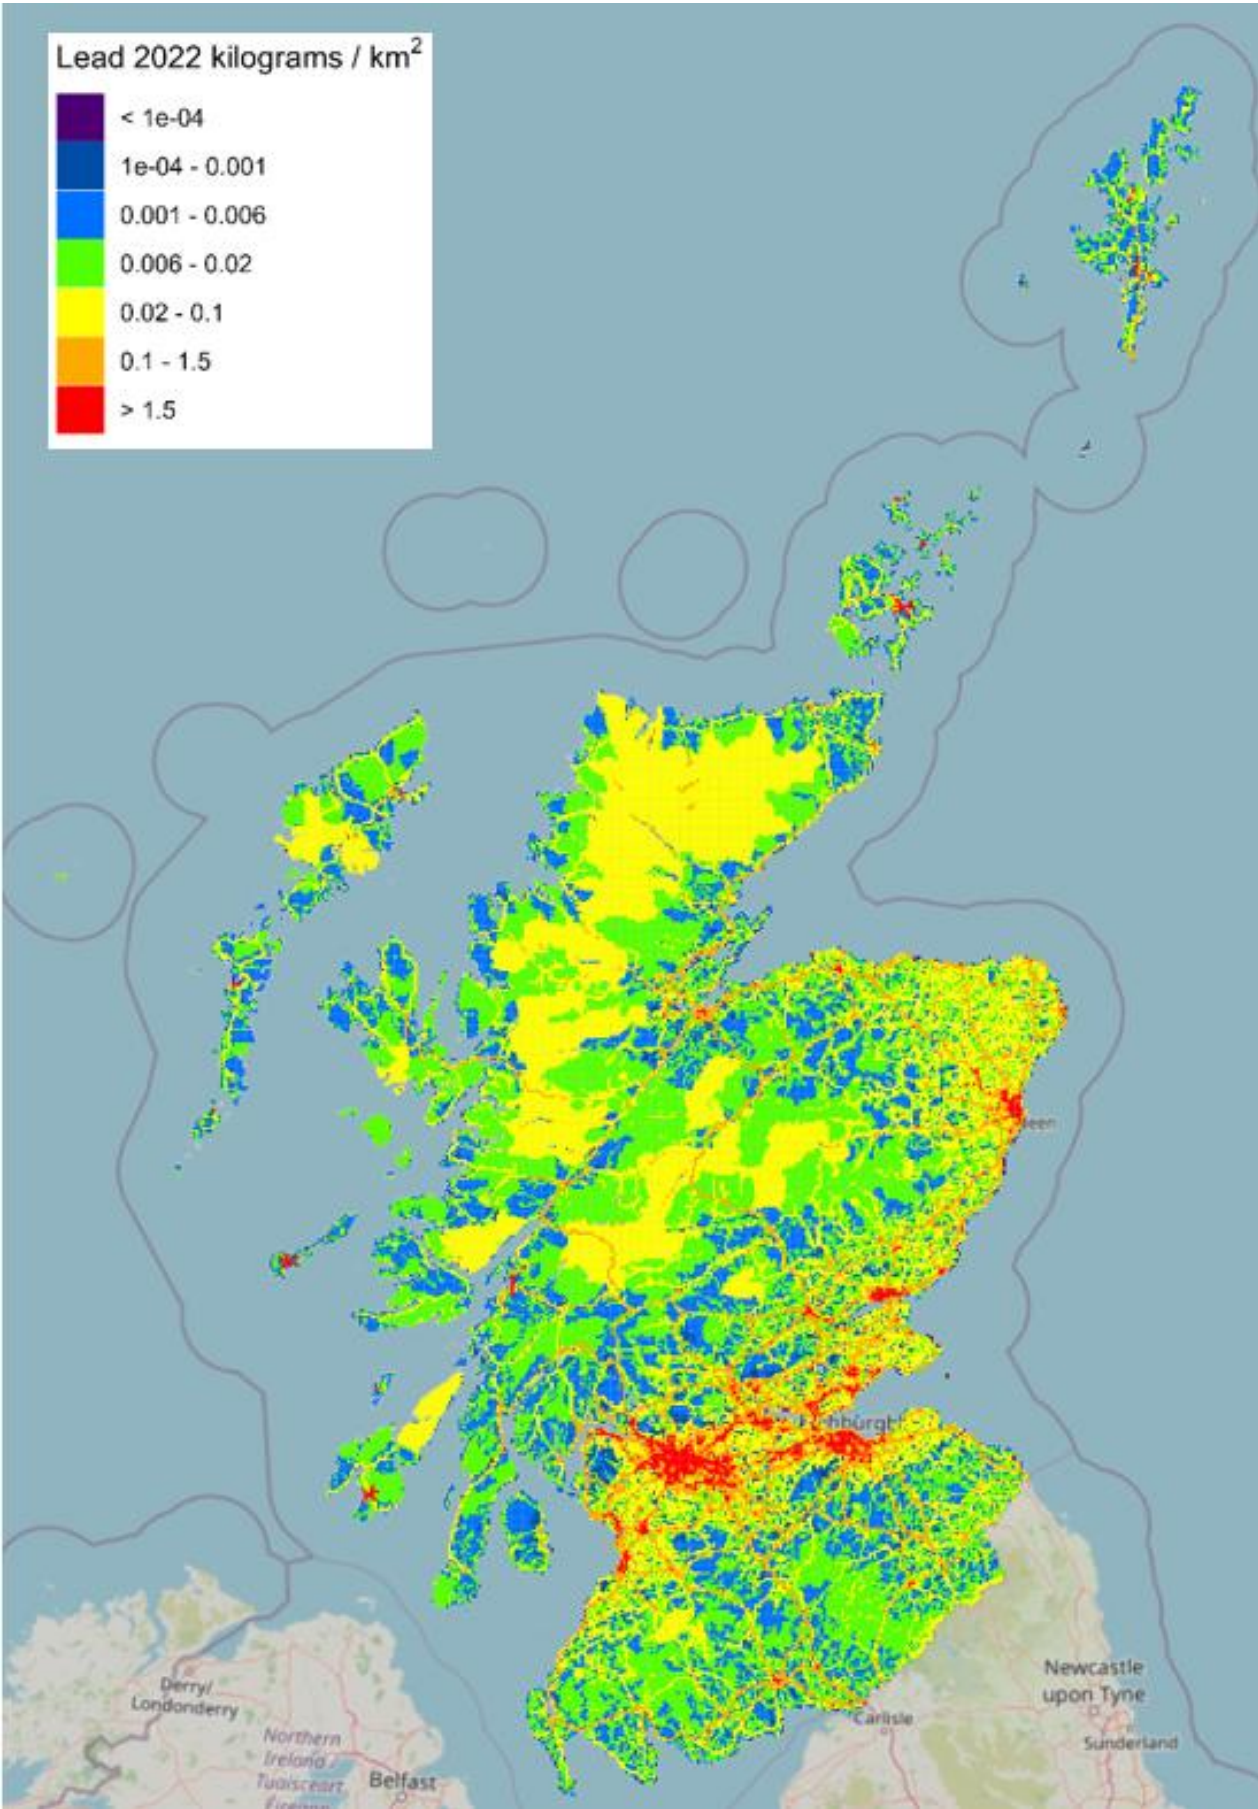 Lead 2022 kilograms / km²
< 1e-04
1e-04 - 0.001
0.001 - 0.006
0.006 - 0.02
0.02 - 0.1
0.1 - 1.5
> 1.5
Derry/
Londonderry
Northern
Ireland /
Tuaisceart
Belfast
Newcastle
upon Tyne
Carlisle
Sunderland